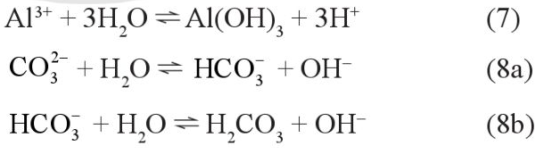 Al³⁺ + 3H₂O ⇌ Al(OH)₃ + 3H⁺ (7)
CO₃²⁻ + H₂O ⇌ HCO₃⁻ + OH⁻ (8a)
HCO₃⁻ + H₂O ⇌ H₂CO₃ + OH⁻ (8b)